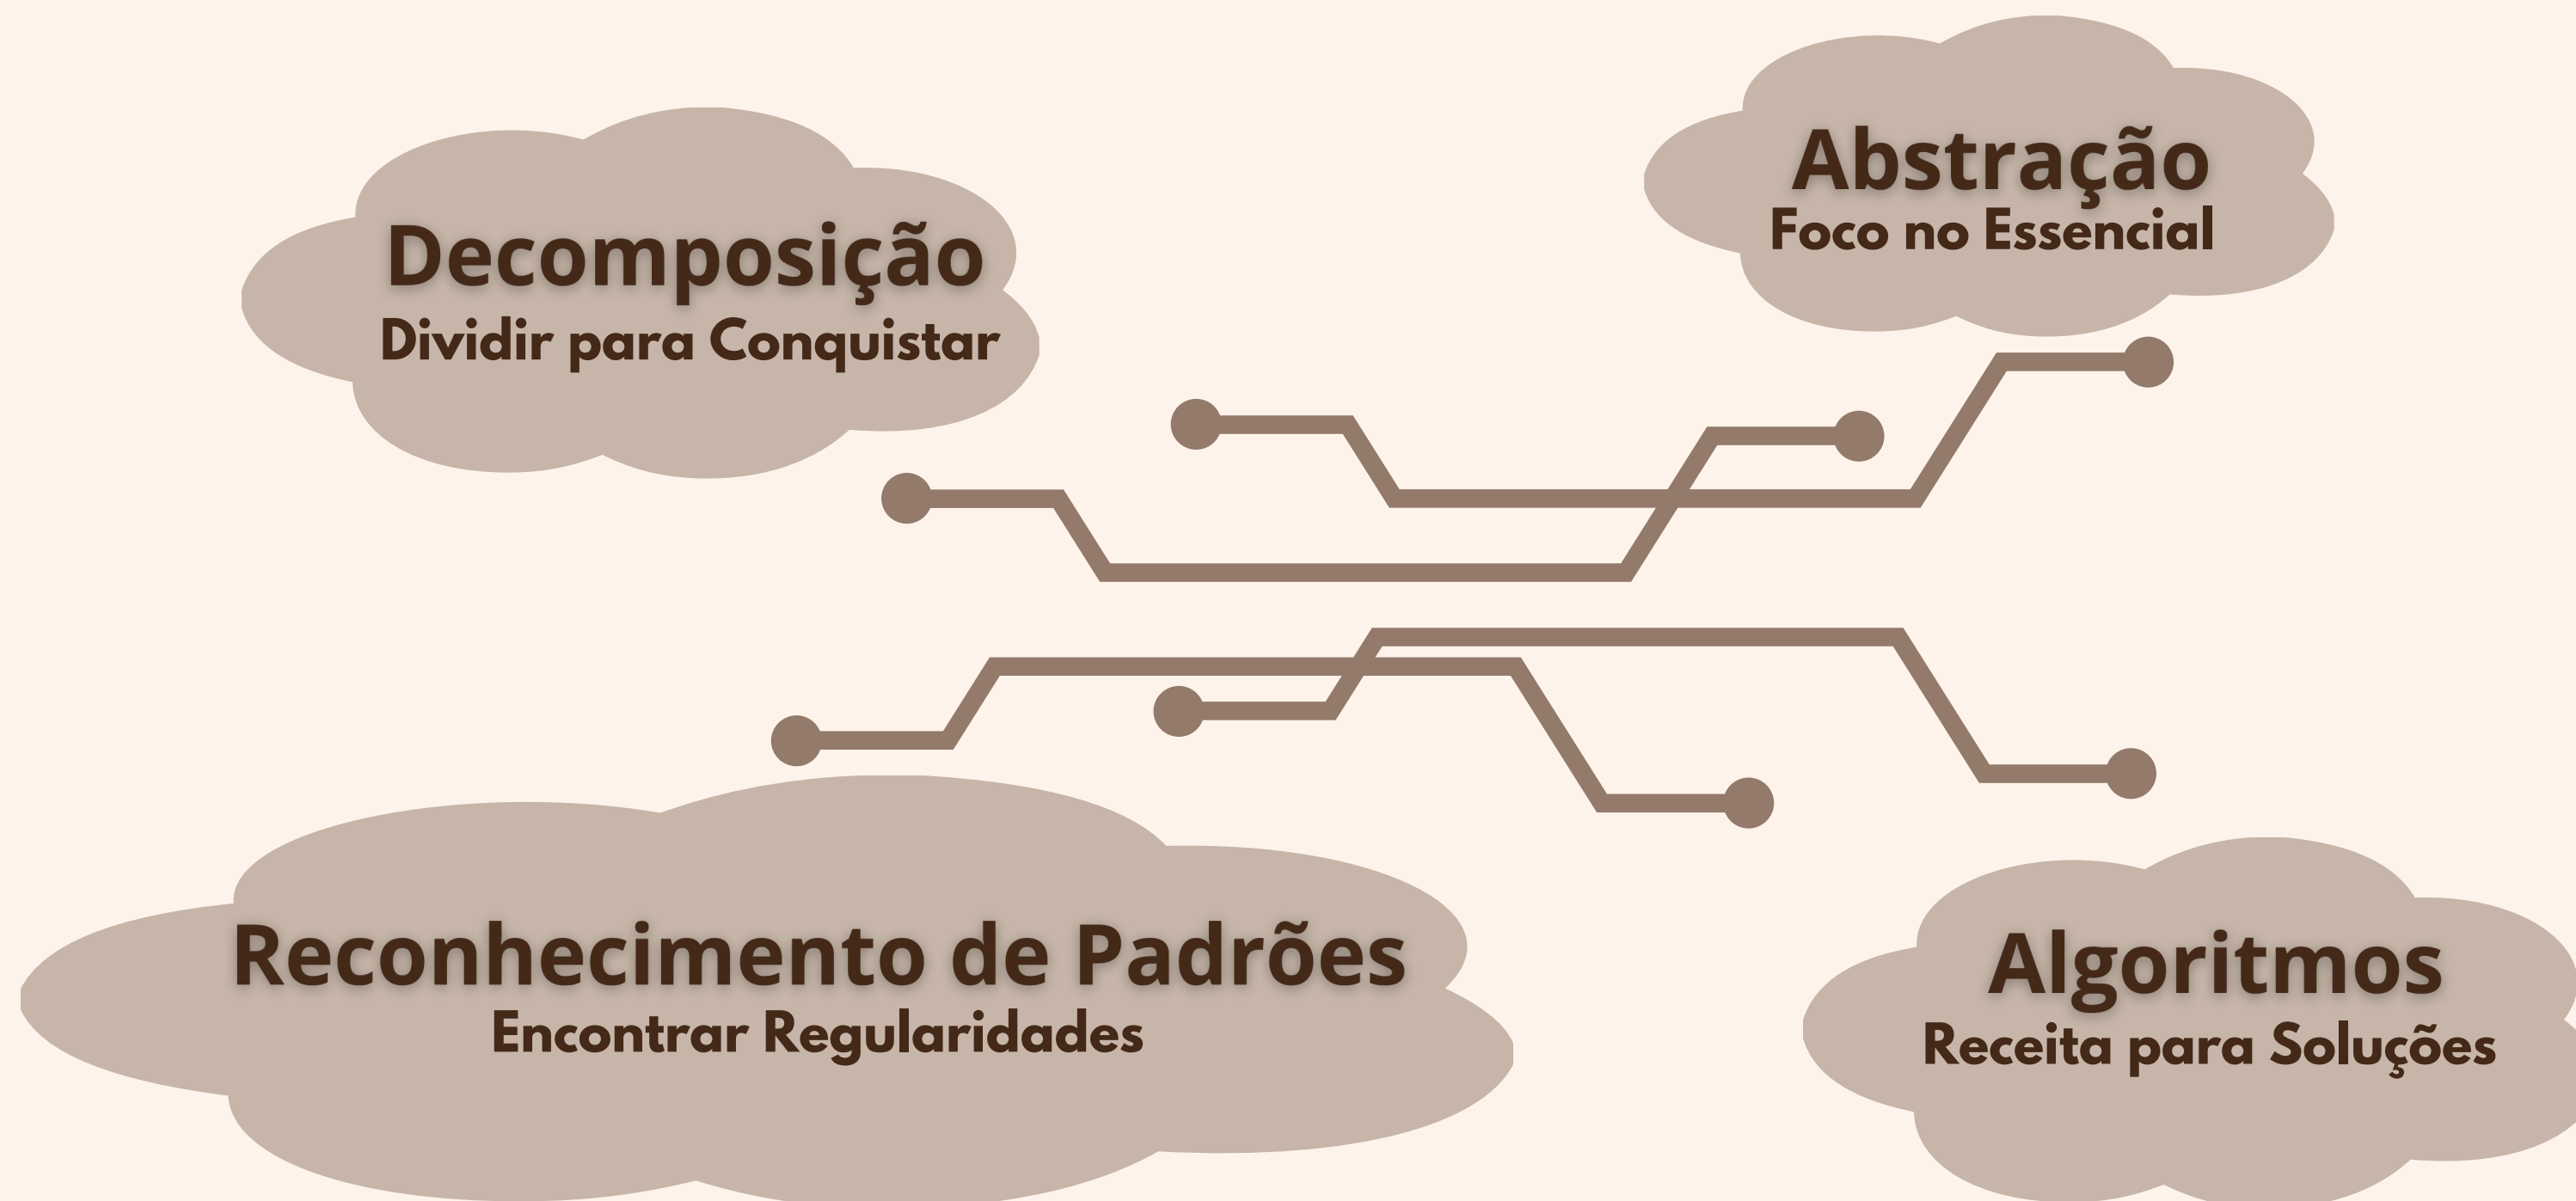 Decomposição
Dividir para Conquistar
Abstração
Foco no Essencial
Reconhecimento de Padrões
Encontrar Regularidades
Algoritmos
Receita para Soluções